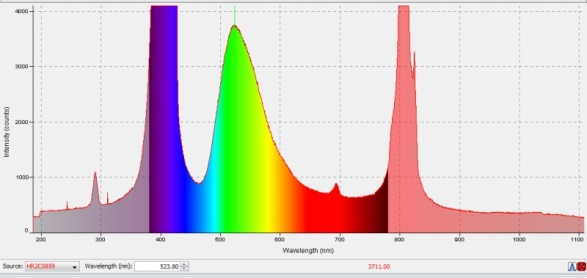 4000
3000
2000
1000
0
Intensity (counts)
200 300 400 500 600 700 800 900 1000 1100
Wavelength (nm)
Source: HR2C0859 Wavelength (nm): 523.80 3711.00